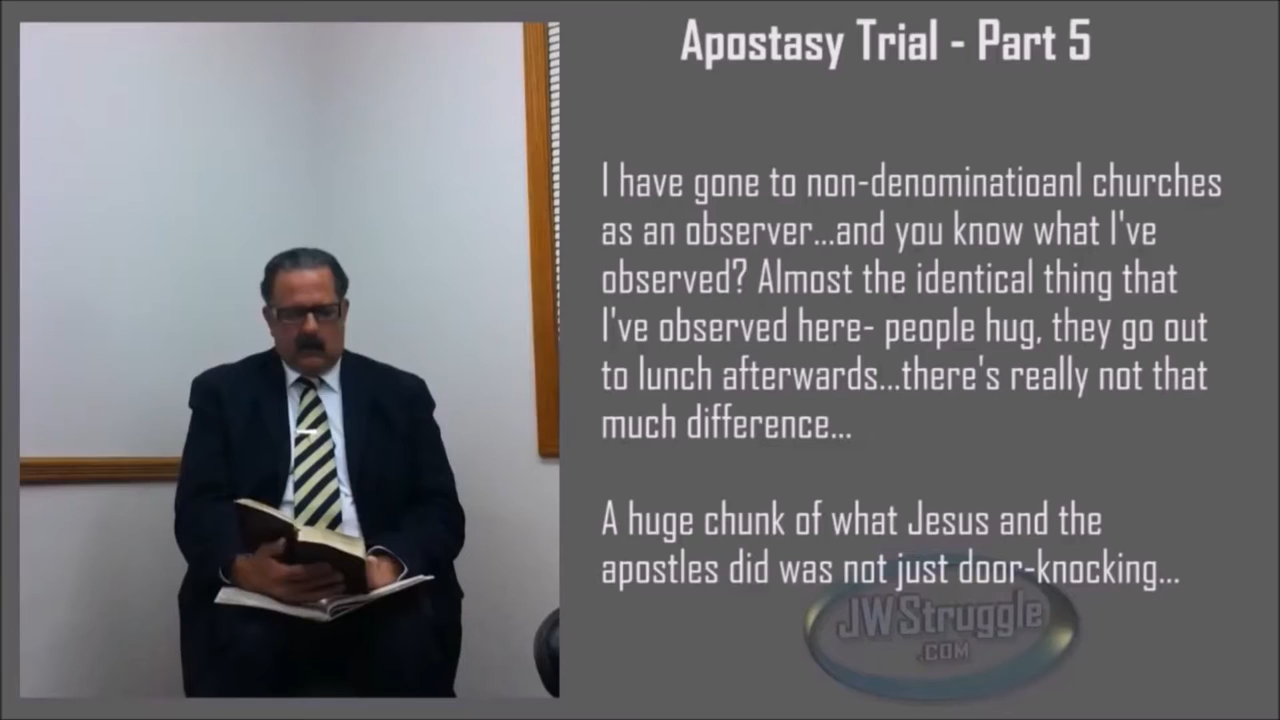 Apostasy Trial - Part 5
I have gone to non-denominatioanl churches
as an observer...and you know what I've
observed? Almost the identical thing that
I've observed here- people hug, they go out
to lunch afterwards...there's really not that
much difference...
A huge chunk of what Jesus and the
apostles did was not just door-knocking...
JWStruggle
.COM